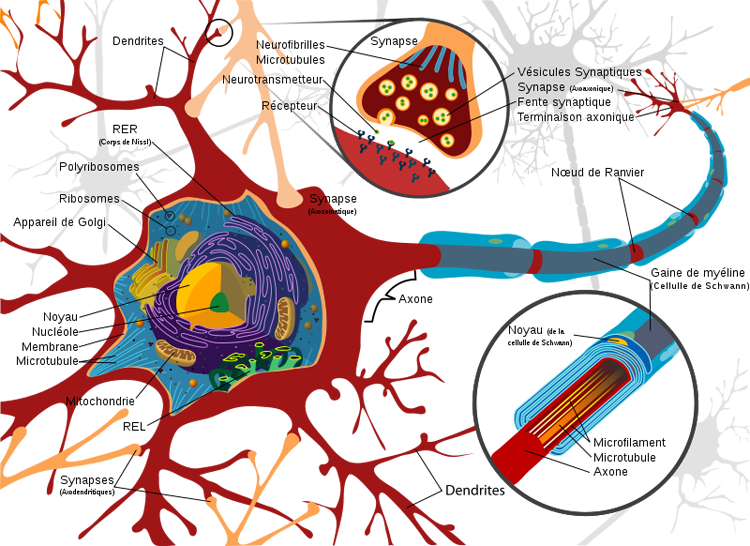 Dendrites
Neurofibrilles
Microtubules
Neurotransmetteur
Récepteur
Synapse
Vésicules Synaptiques
Synapse (Axoaxonique)
Fente synaptique
Terminaison axonique
RER
(Corps de Nissl)
Polyribosomes
Ribosomes
Appareil de Golgi
Synapse
(Axosomatique)
Nœud de Ranvier
Gaine de myéline
(Cellulle de Schwann)
Axone
Noyau
Nucléole
Membrane
Microtubule
Mitochondrie
REL
Noyau (de la
cellulle de Schwann)
Microfilament
Microtubule
Axone
Synapses
(Axodendritiques)
Dendrites